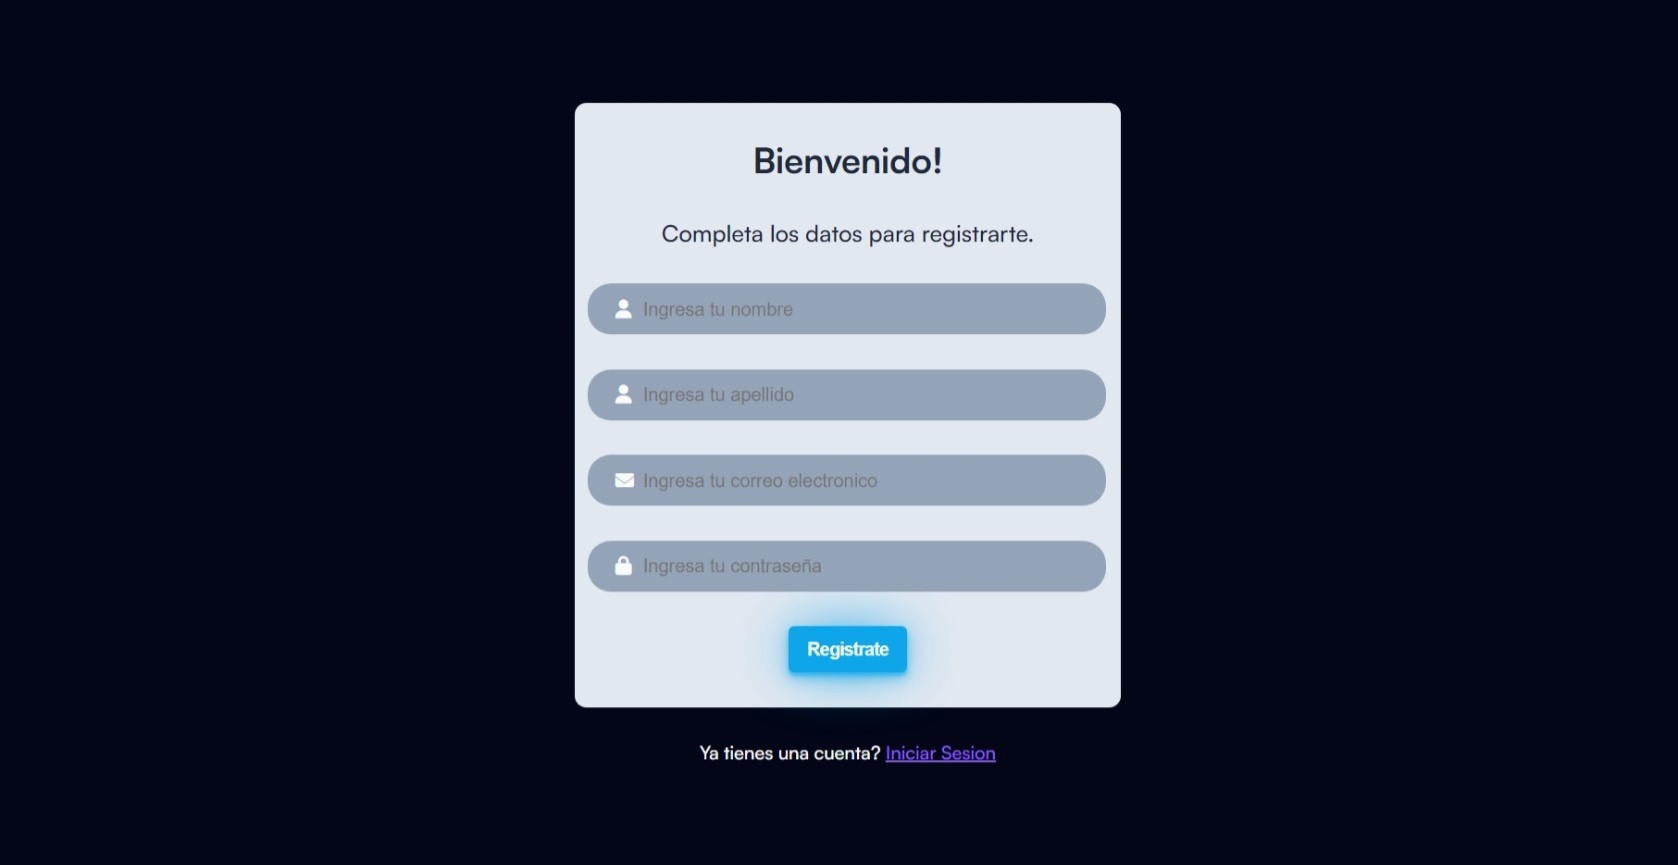 Bienvenido!
Completa los datos para registrarte.
Ingresa tu nombre
Ingresa tu apellido
Ingresa tu correo electronico
Ingresa tu contraseña
Registrate
Ya tienes una cuenta? Iniciar Sesion